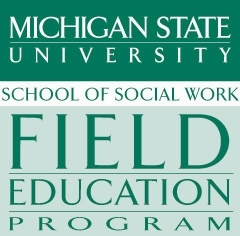 MICHIGAN STATE
UNIVERSITY
SCHOOL OF SOCIAL WORK
FIELD
EDUCATION
PROGRAM